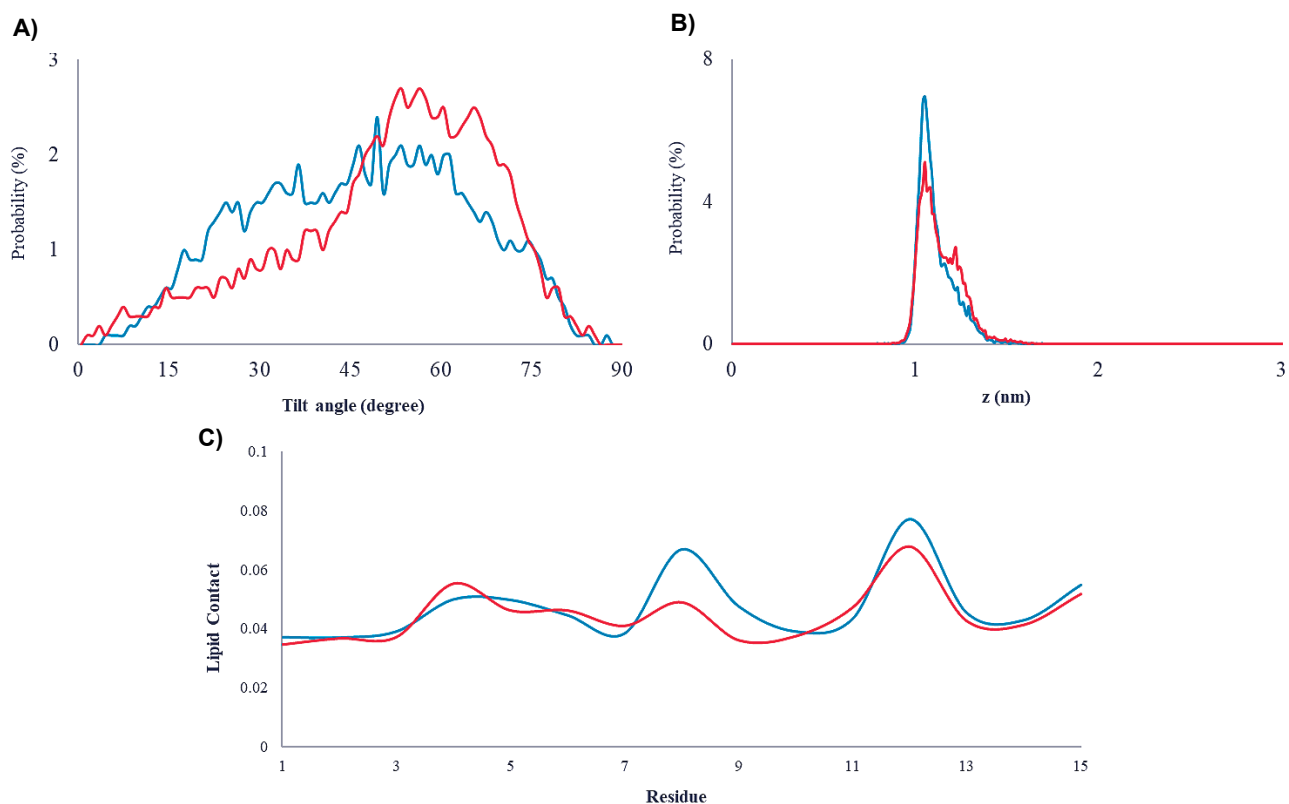 A)
3
2
1
0
Probability (%)
0 15 30 45 60 75 90
Tilt angle (degree)
B)
8
4
0
Probability (%)
0 1 2 3
z (nm)
C)
0.1
0.08
0.06
0.04
0.02
0
Lipid Contact
1 3 5 7 9 11 13 15
Residue